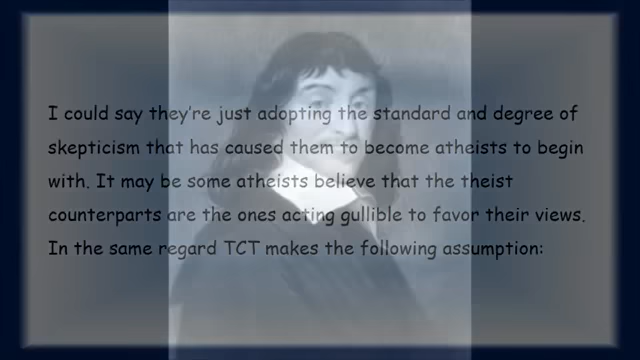 I could say they're just adopting the standard and degree of
skepticism that has caused them to become atheists to begin
with. It may be some atheists believe that the theist
counterparts are the ones acting gullible to favor their views.
In the same regard TCT makes the following assumption: